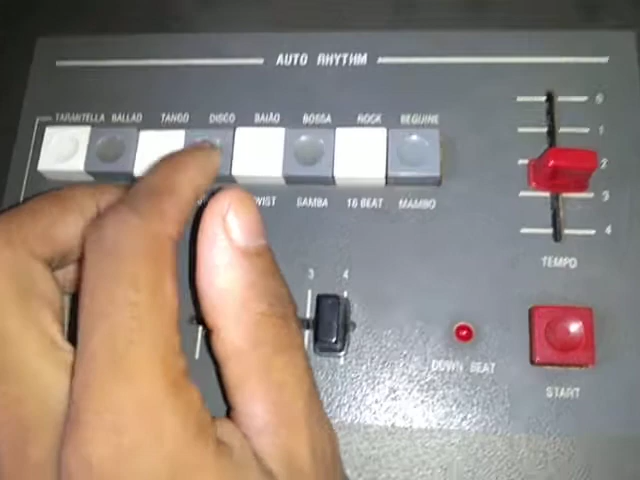 AUTO RHYTHM
TARANTELLA BALLAD TANGO DISCO BAIÃO BOSSA ROCK BEGUINE
SAMBA 16 BEAT MAMBO
0
1
2
3
4
TEMPO
3 4
DOWN BEAT
START